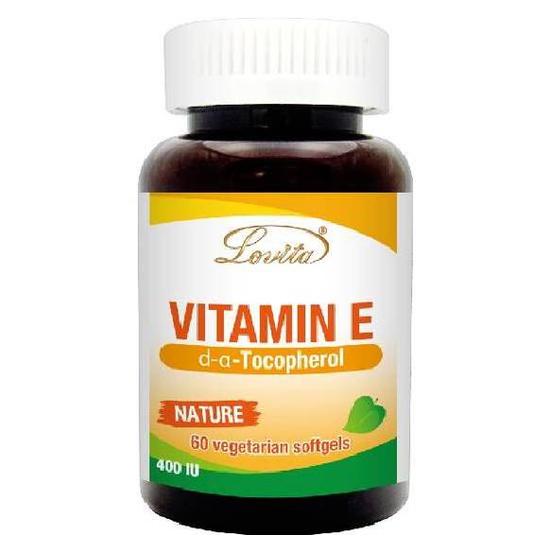 Lovita®
VITAMIN E
d-α-Tocopherol
NATURE
60 vegetarian softgels
400 IU